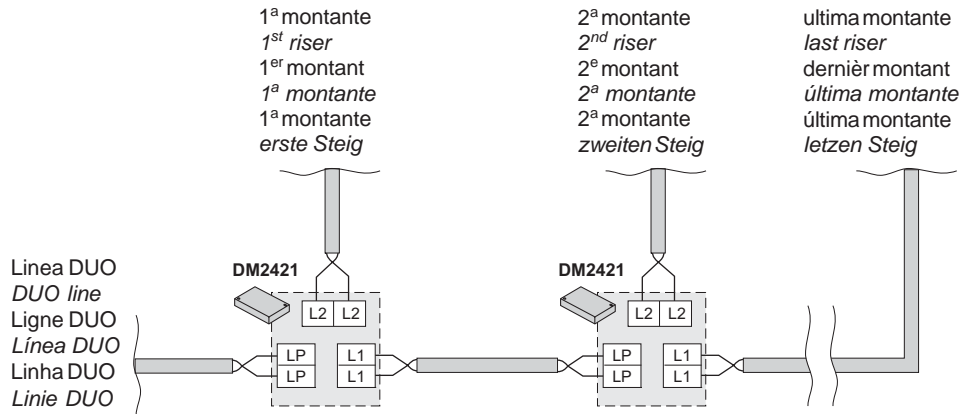 1ª montante
1st riser
1er montant
1ª montante
1ª montante
erste Steig
2ª montante
2nd riser
2e montant
2ª montante
2ª montante
zweiten Steig
ultima montante
last riser
dernièr montant
última montante
última montante
letzen Steig
Linea DUO
DUO line
Ligne DUO
Línea DUO
Linha DUO
Linie DUO
DM2421
L2 L2
LP L1
LP L1
DM2421
L2 L2
LP L1
LP L1